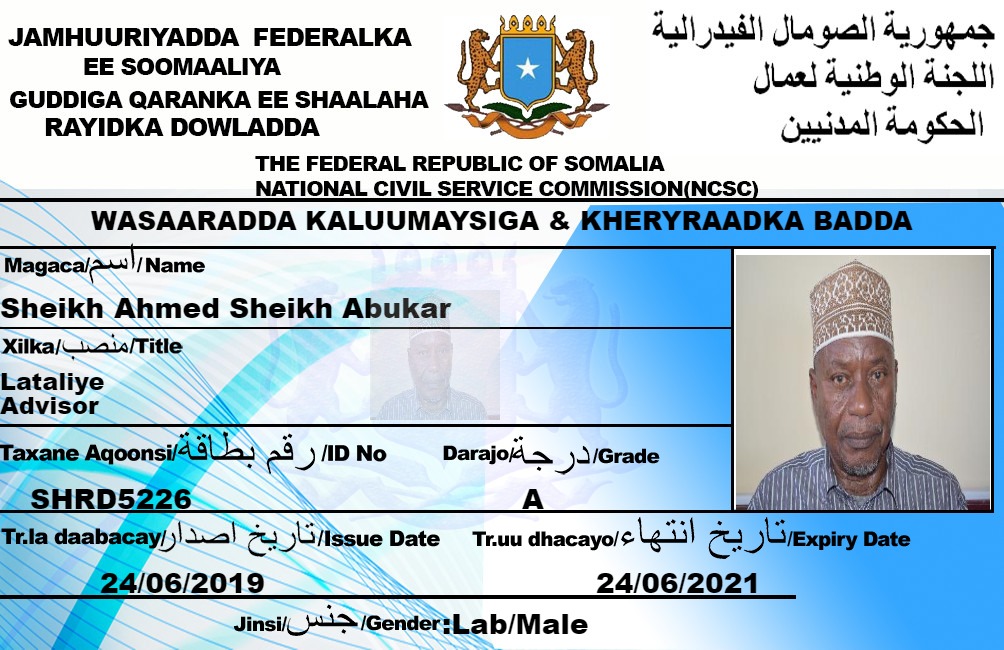 JAMHUURIYADDA FEDERALKA
EE SOOMAALIYA
GUDDIGA QARANKA EE SHAALAHA
RAYIDKA DOWLADDA
جمهورية الصومال الفيدرالية
اللجنة الوطنية لعمال
الحكومة المدنيين
THE FEDERAL REPUBLIC OF SOMALIA
NATIONAL CIVIL SERVICE COMMISSION(NCSC)
WASAARADDA KALUUMAYSIGA & KHERYRAADKA BADDA
Magaca/اسم/Name
Sheikh Ahmed Sheikh Abukar
Xilka/منصب/Title
Lataliye
Advisor
Taxane Aqoonsi/رقم بطاقة/ID No
SHRD5226
Darajo/درجة/Grade
A
Tr.la daabacay/تاريخ اصدار/Issue Date
24/06/2019
Tr.uu dhacayo/تاريخ انتهاء/Expiry Date
24/06/2021
Jinsi/جنس/Gender:Lab/Male